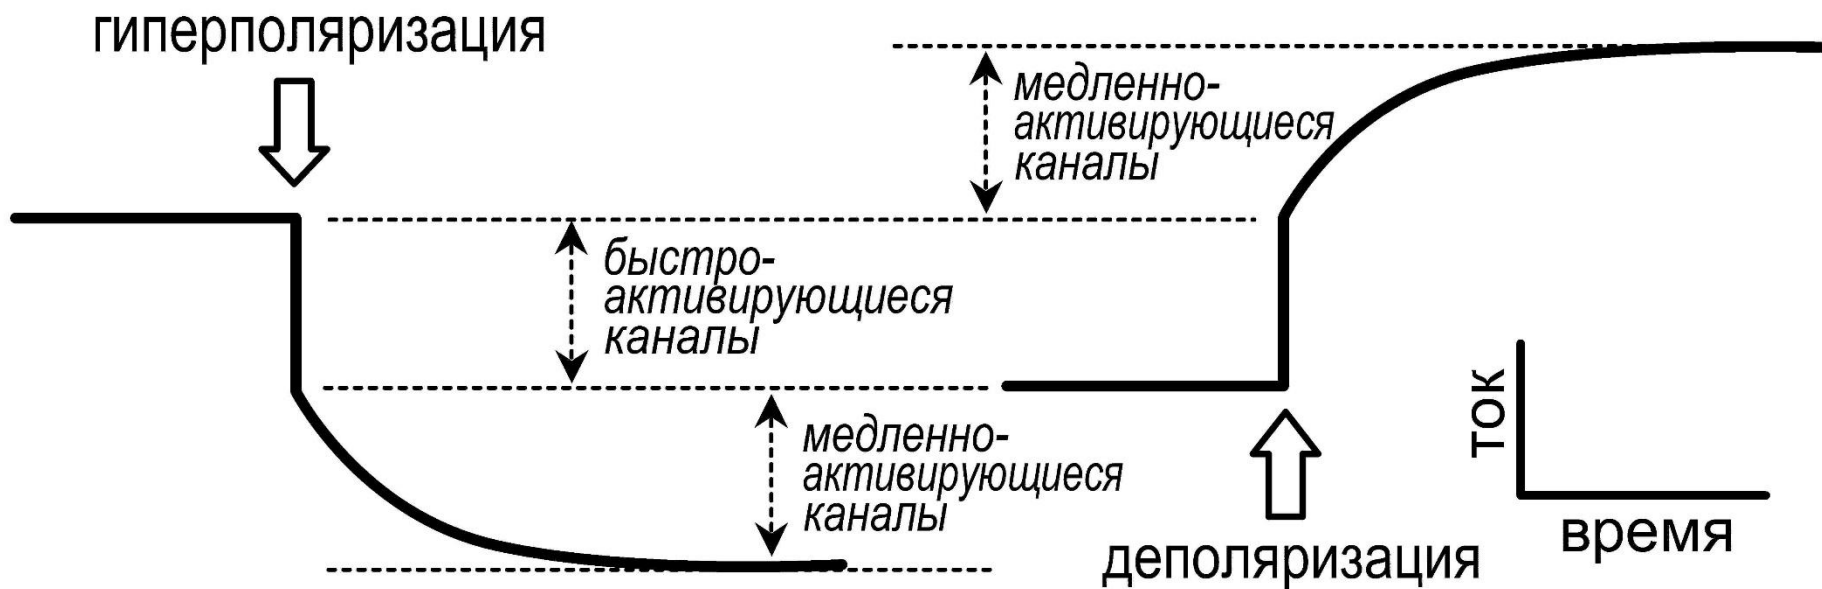 гиперполяризация
медленно-
активирующиеся
каналы
быстро-
активирующиеся
каналы
медленно-
активирующиеся
каналы
деполяризация
ток
время